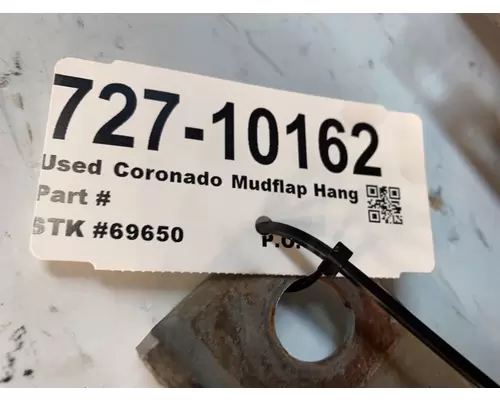 727-10162
Used Coronado Mudflap Hang
Part #
STK #69650